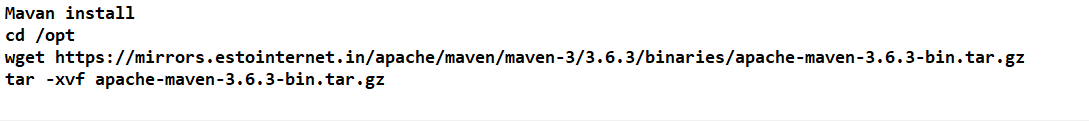 Mavan install
cd /opt
wget https://mirrors.estointernet.in/apache/maven/maven-3/3.6.3/binaries/apache-maven-3.6.3-bin.tar.gz
tar -xvf apache-maven-3.6.3-bin.tar.gz